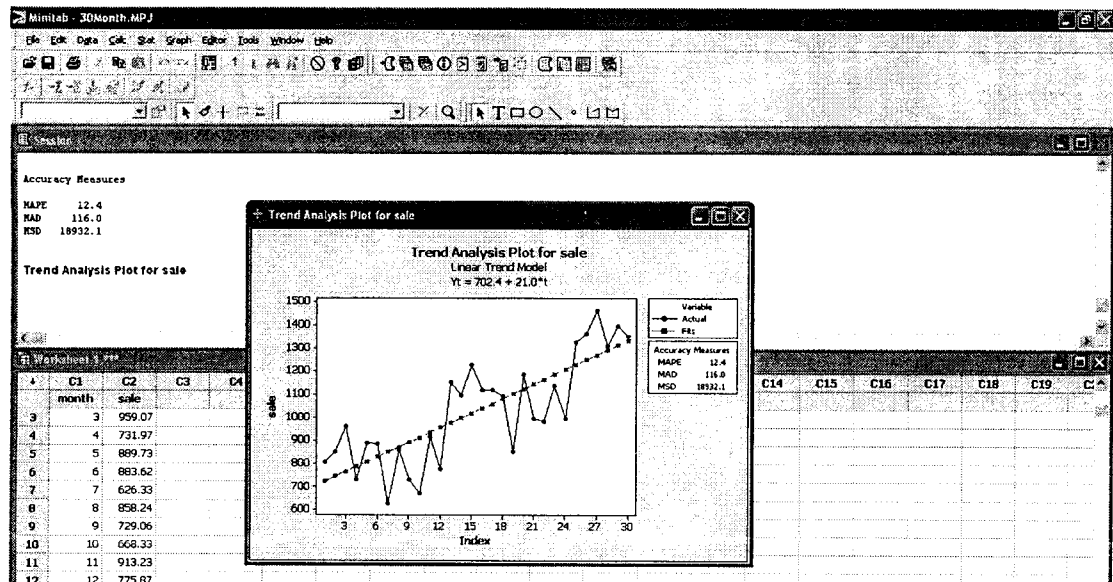 Minitab - 30Month.MPJ
File Edit Data Calc Stat Graph Editor Tools Window Help
Session
Accuracy Measures
MAPE 12.4
MAD 116.0
MSD 18932.1
Trend Analysis Plot for sale
Trend Analysis Plot for sale
Trend Analysis Plot for sale
Linear Trend Model
Yt = 702.4 + 21.0*t
1500
1400
1300
1200
1100
1000
900
800
700
600
sale
3 6 9 12 15 18 21 24 27 30
Index
Variable
Actual
Fits
Accuracy Measures
MAPE 12.4
MAD 116.0
MSD 18932.1
Worksheet 1 ***
C1 C2 C3 C4 C14 C15 C16 C17 C18 C19
month sale
3 3 959.07
4 4 731.97
5 5 889.73
6 6 883.62
7 7 626.33
8 8 858.24
9 9 729.06
10 10 668.33
11 11 913.23
12 12 775.87